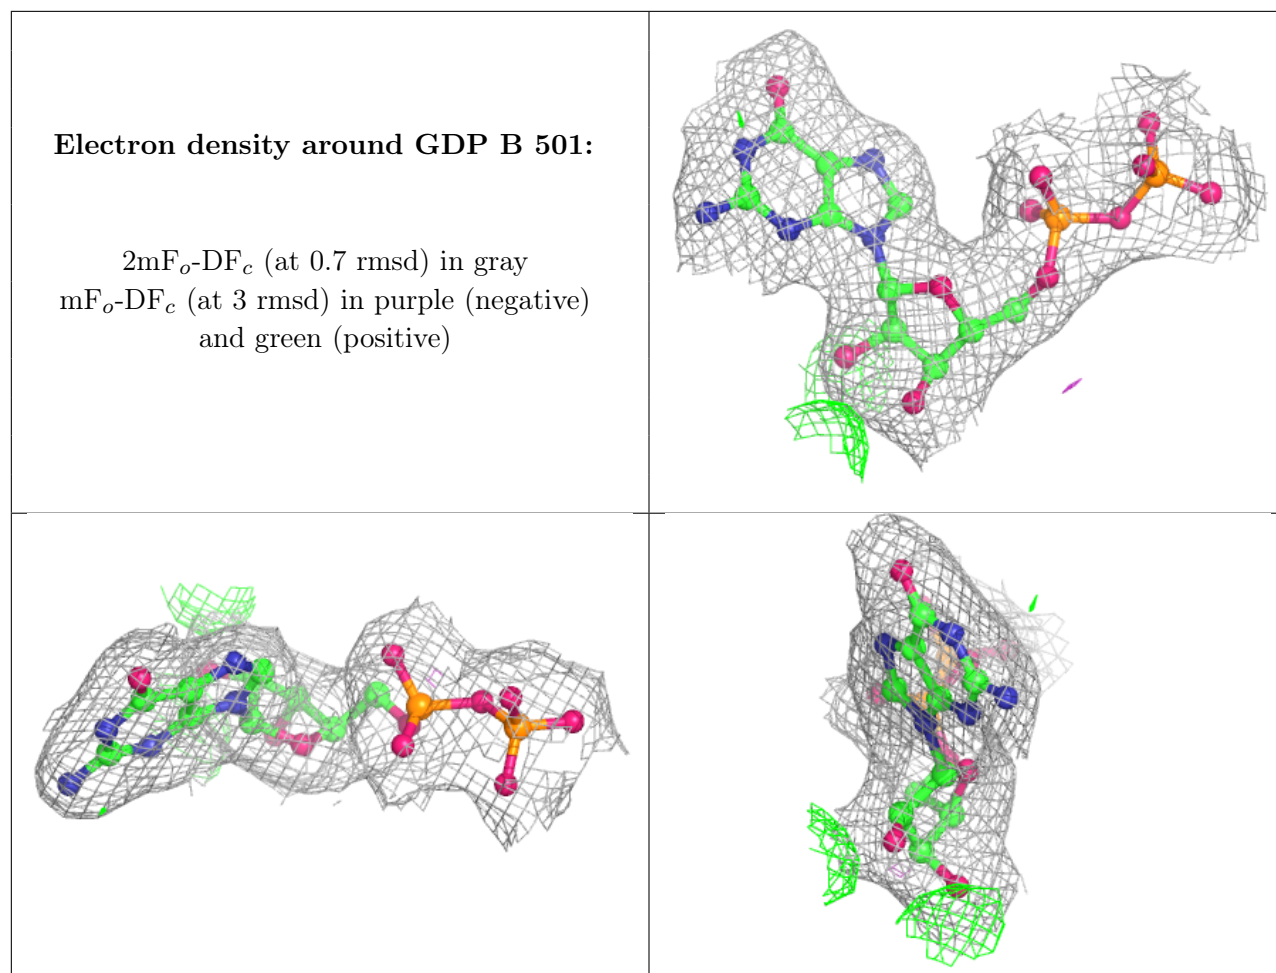 Electron density around GDP B 501:
2mFo-DFc (at 0.7 rmsd) in gray
mFo-DFc (at 3 rmsd) in purple (negative)
and green (positive)